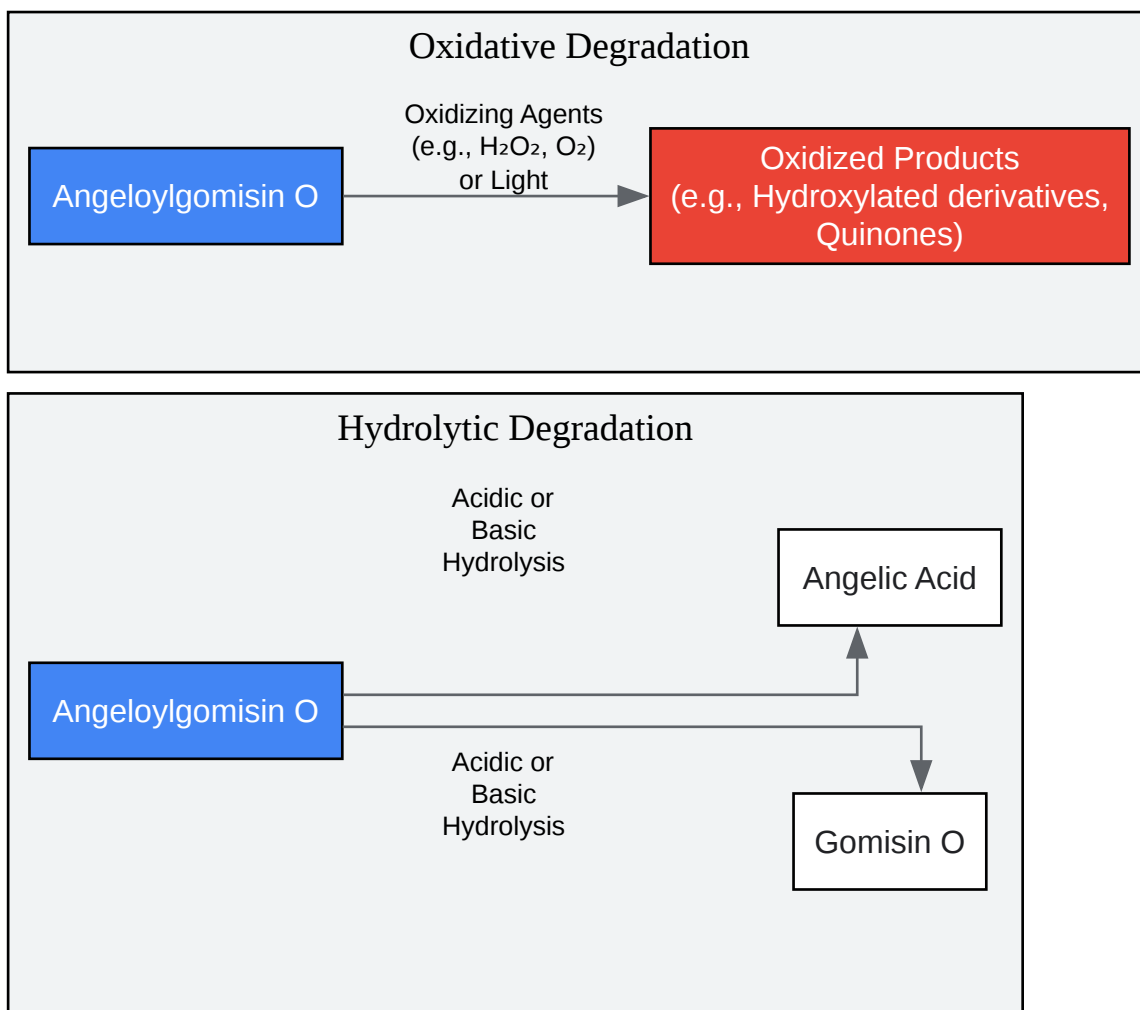 Oxidative Degradation
Oxidizing Agents
(e.g., H₂O₂, O₂)
or Light
Angeloylgomisin O
Oxidized Products
(e.g., Hydroxylated derivatives,
Quinones)
Hydrolytic Degradation
Acidic or
Basic
Hydrolysis
Angelic Acid
Angeloylgomisin O
Acidic or
Basic
Hydrolysis
Gomisin O